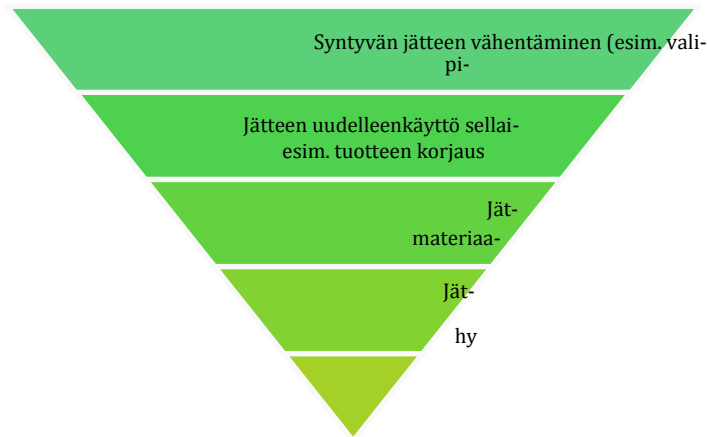 Syntyvän jätteen vähentäminen (esim. vali-
pi-
Jätteen uudelleenkäyttö sellai-
esim. tuotteen korjaus
Jät-
materiaa-
Jät-
hy